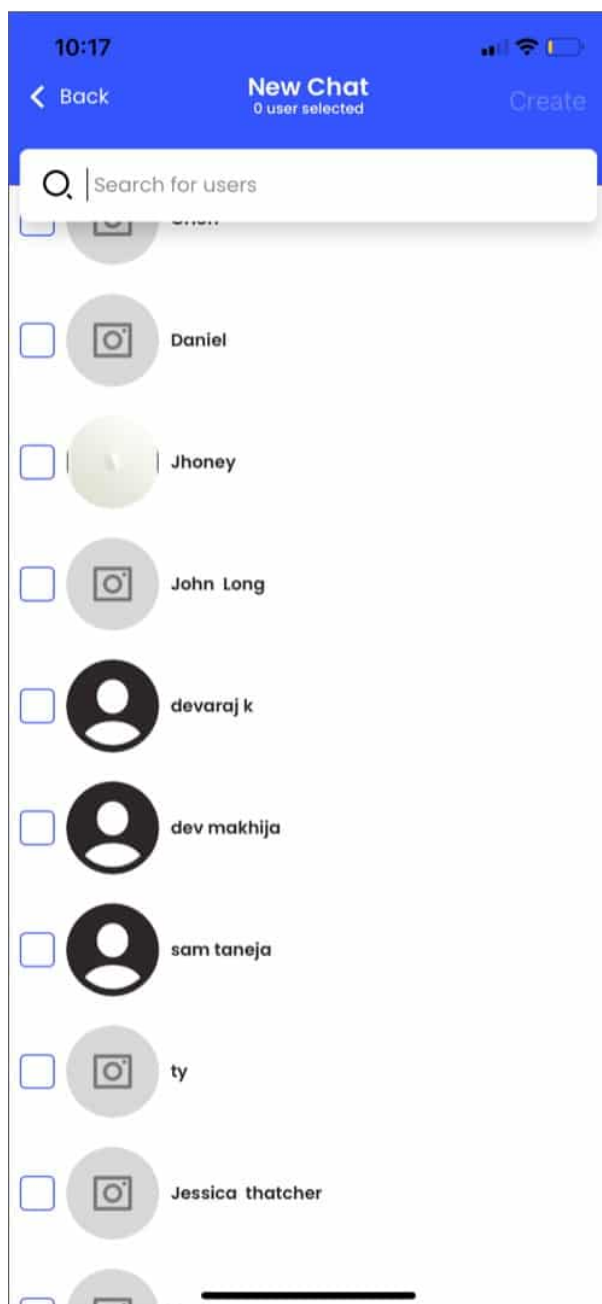 10:17
Back
New Chat
0 user selected
Create
Search for users
Daniel
Jhoney
John Long
devaraj k
dev makhija
sam taneja
ty
Jessica thatcher